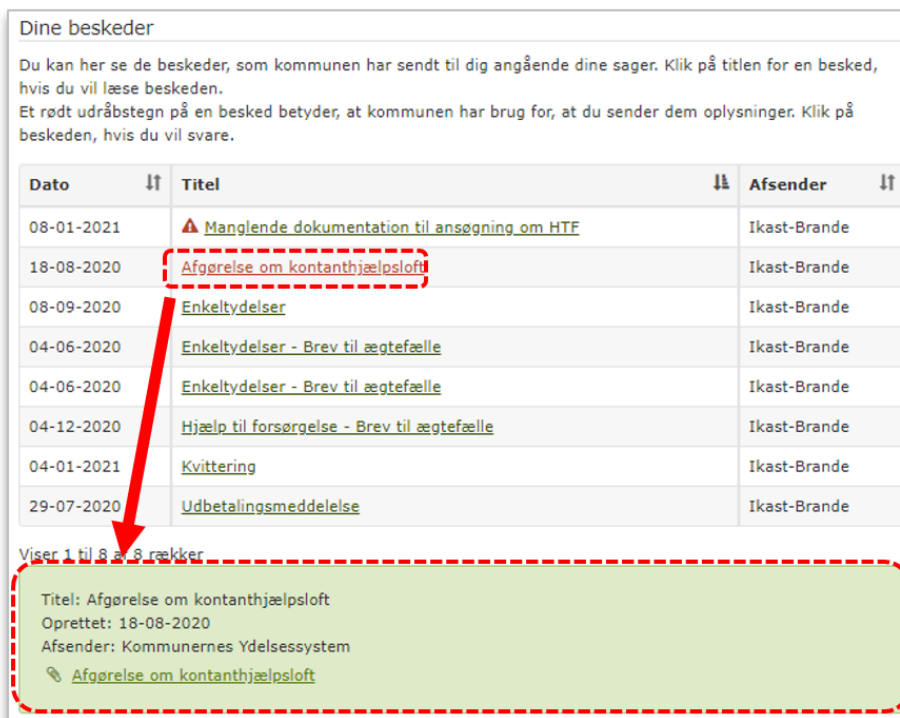 Dine beskeder
Du kan her se de beskeder, som kommunen har sendt til dig angående dine sager. Klik på titlen for en besked,
hvis du vil læse beskeden.
Et rødt udråbstegn på en besked betyder, at kommunen har brug for, at du sender dem oplysninger. Klik på
beskeden, hvis du vil svare.
Dato Titel Afsender
08-01-2021 Manglende dokumentation til ansøgning om HTF Ikast-Brande
18-08-2020 Afgørelse om kontanthjælpsloft Ikast-Brande
08-09-2020 Enkeltydelser Ikast-Brande
04-06-2020 Enkeltydelser - Brev til ægtefælle Ikast-Brande
04-06-2020 Enkeltydelser - Brev til ægtefælle Ikast-Brande
04-12-2020 Hjælp til forsørgelse - Brev til ægtefælle Ikast-Brande
04-01-2021 Kvittering Ikast-Brande
29-07-2020 Udbetalingsmeddelelse Ikast-Brande
Viser 1 til 8 af 8 rækker
Titel: Afgørelse om kontanthjælpsloft
Oprettet: 18-08-2020
Afsender: Kommunernes Ydelsessystem
Afgørelse om kontanthjælpsloft